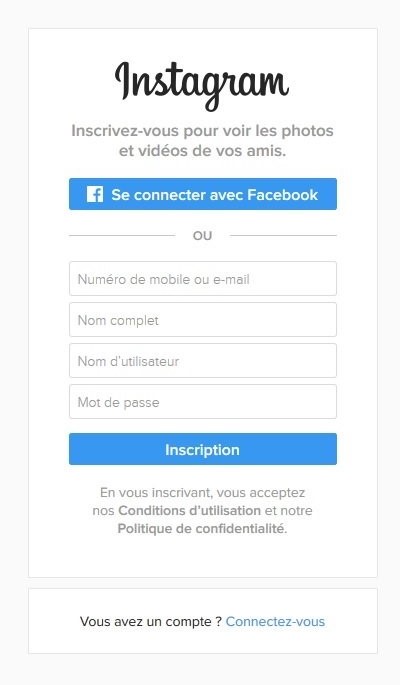 Instagram
Inscrivez-vous pour voir les photos
et vidéos de vos amis.
Se connecter avec Facebook
OU
Numéro de mobile ou e-mail
Nom complet
Nom d'utilisateur
Mot de passe
Inscription
En vous inscrivant, vous acceptez
nos Conditions d'utilisation et notre
Politique de confidentialité.
Vous avez un compte ? Connectez-vous